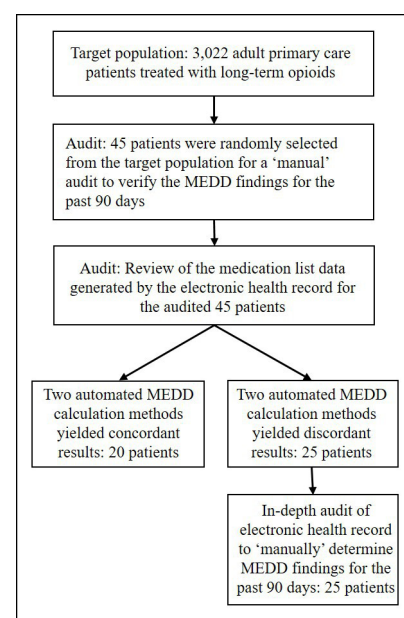 Target population: 3,022 adult primary care
patients treated with long-term opioids
Audit: 45 patients were randomly selected
from the target population for a ‘manual’
audit to verify the MEDD findings for the
past 90 days
Audit: Review of the medication list data
generated by the electronic health record for
the audited 45 patients
Two automated MEDD
calculation methods
yielded concordant
results: 20 patients
Two automated MEDD
calculation methods
yielded discordant
results: 25 patients
In-depth audit of
electronic health record
to ‘manually’ determine
MEDD findings for the
past 90 days: 25 patients